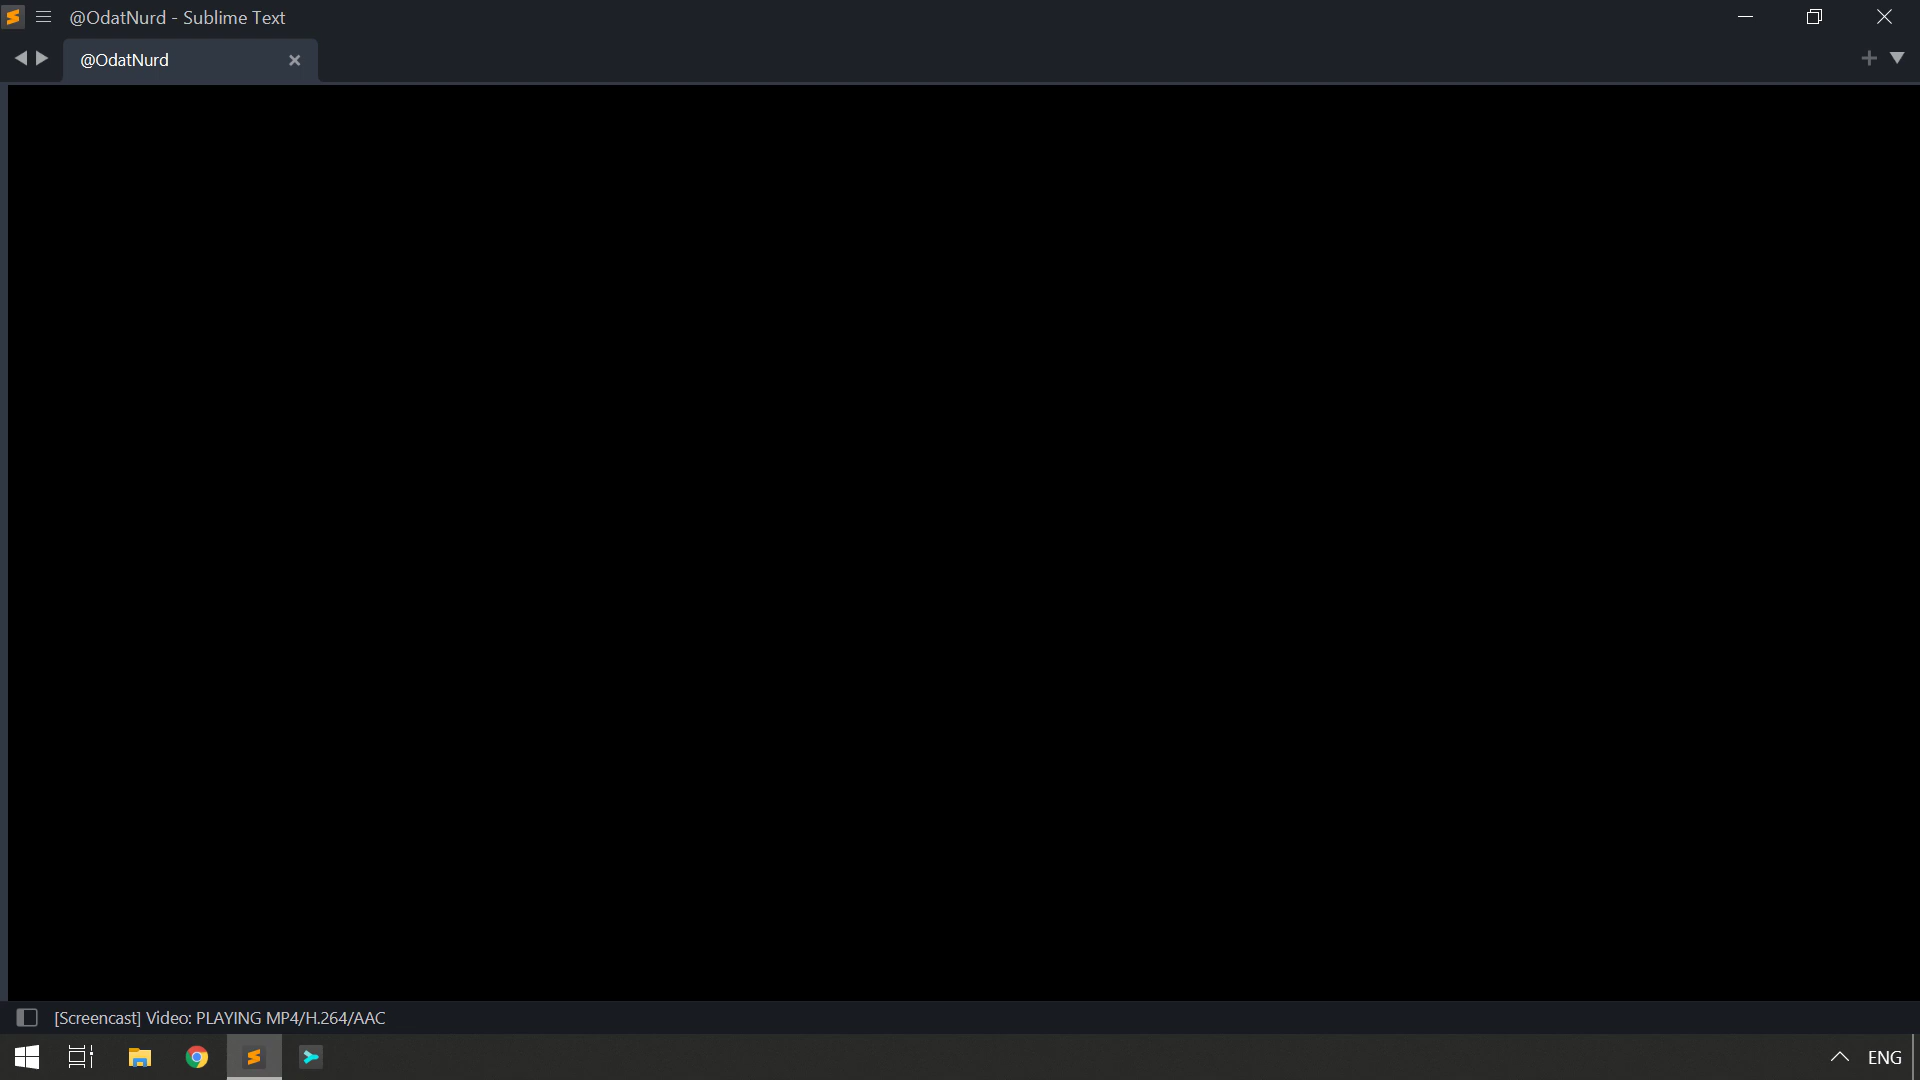 @OdatNurd - Sublime Text
@OdatNurd
[Screencast] Video: PLAYING MP4/H.264/AAC
ENG